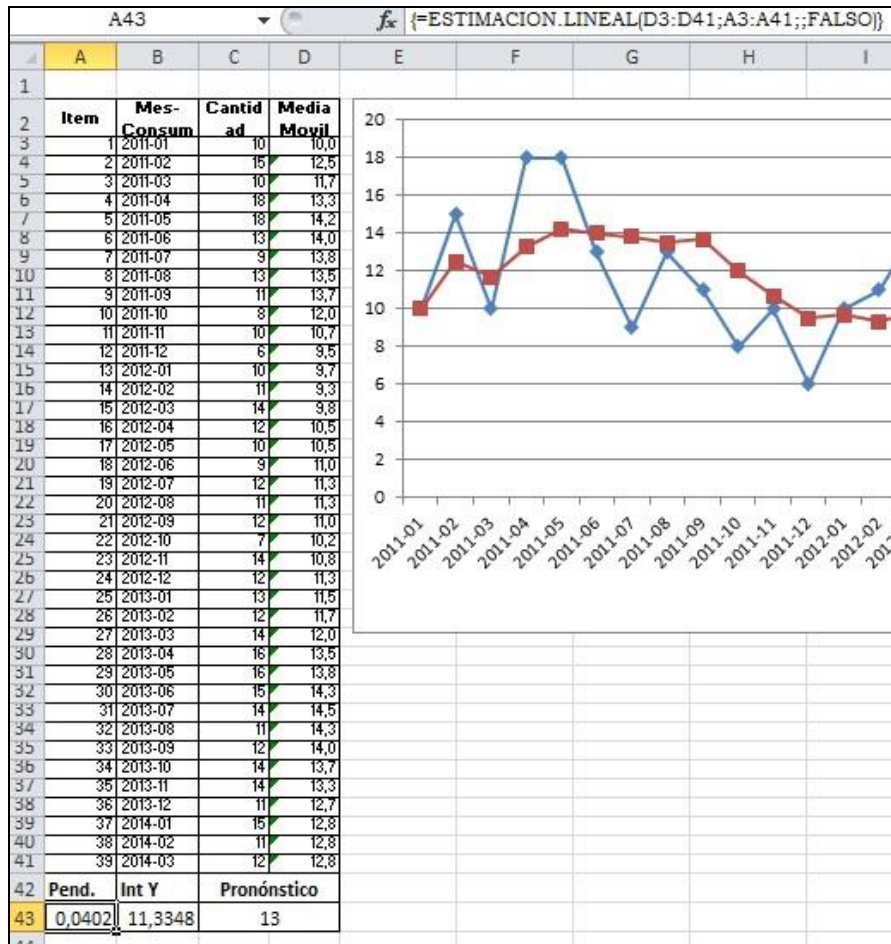 A43
fx {=ESTIMACION.LINEAL(D3:D41;A3:A41;;FALSO)}
A B C D E F G H I
1
2 Item Mes-Consum Cantidad Media Movil
3 1 2011-01 10 10,0
4 2 2011-02 15 12,5
5 3 2011-03 10 11,7
6 4 2011-04 18 13,3
7 5 2011-05 18 14,2
8 6 2011-06 13 14,0
9 7 2011-07 9 13,8
10 8 2011-08 13 13,5
11 9 2011-09 11 13,7
12 10 2011-10 8 12,0
13 11 2011-11 10 10,7
14 12 2011-12 6 9,5
15 13 2012-01 10 9,7
16 14 2012-02 11 9,3
17 15 2012-03 14 9,8
18 16 2012-04 12 10,5
19 17 2012-05 10 10,5
20 18 2012-06 9 11,0
21 19 2012-07 12 11,3
22 20 2012-08 11 11,3
23 21 2012-09 12 11,0
24 22 2012-10 7 10,2
25 23 2012-11 14 10,8
26 24 2012-12 12 11,3
27 25 2013-01 13 11,5
28 26 2013-02 12 11,7
29 27 2013-03 14 12,0
30 28 2013-04 16 13,5
31 29 2013-05 16 13,8
32 30 2013-06 15 14,3
33 31 2013-07 14 14,5
34 32 2013-08 11 14,3
35 33 2013-09 12 14,0
36 34 2013-10 14 13,7
37 35 2013-11 14 13,3
38 36 2013-12 11 12,7
39 37 2014-01 15 12,8
40 38 2014-02 11 12,8
41 39 2014-03 12 12,8
42 Pend. Int Y Pronónstico
43 0,0402 11,3348 13
20
18
16
14
12
10
8
6
4
2
0
2011-01 2011-02 2011-03 2011-04 2011-05 2011-06 2011-07 2011-08 2011-09 2011-10 2011-11 2011-12 2012-01 2012-02